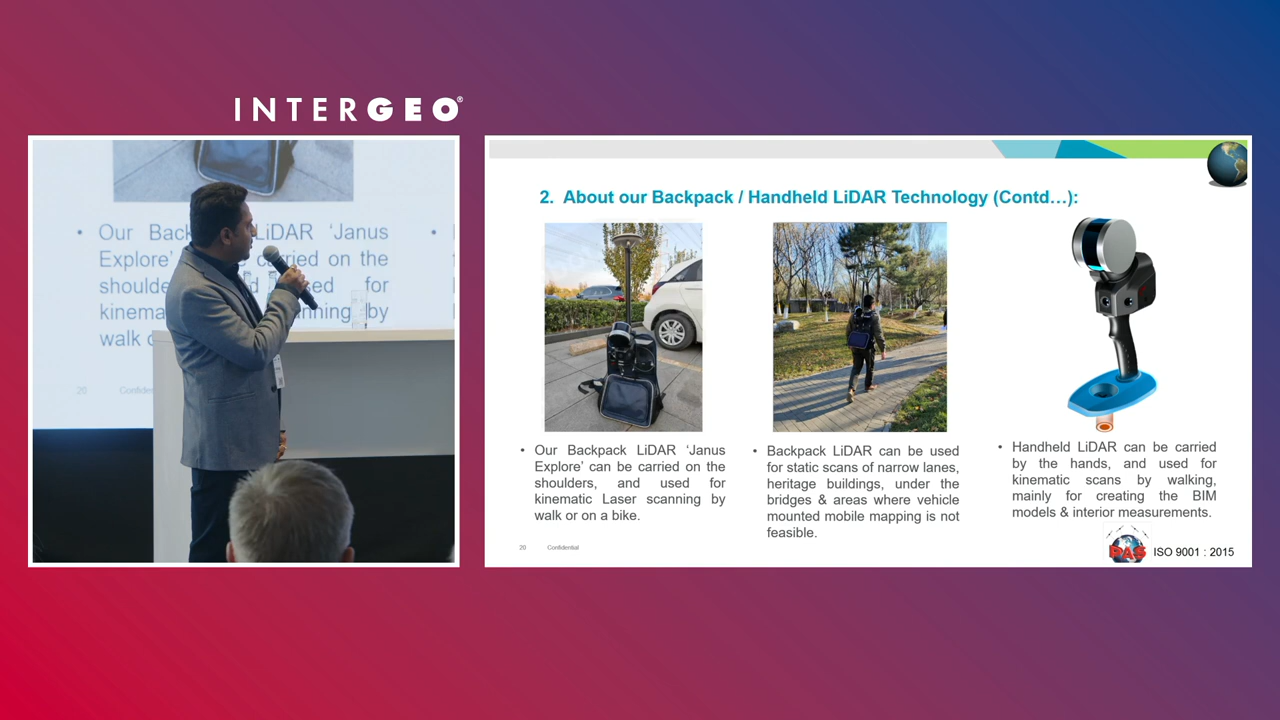 INTERGEO®
• Our Back LiDAR ‘Janus
Explore’ carried on the
shoulde used for
kinema nning by
walk
20
2. About our Backpack / Handheld LiDAR Technology (Contd…):
• Our Backpack LiDAR ‘Janus
Explore’ can be carried on the
shoulders, and used for
kinematic Laser scanning by
walk or on a bike.
• Backpack LiDAR can be used
for static scans of narrow lanes,
heritage buildings, under the
bridges & areas where vehicle
mounted mobile mapping is not
feasible.
• Handheld LiDAR can be carried
by the hands, and used for
kinematic scans by walking,
mainly for creating the BIM
models & interior measurements.
20 Confidential
PAS
ISO 9001 : 2015